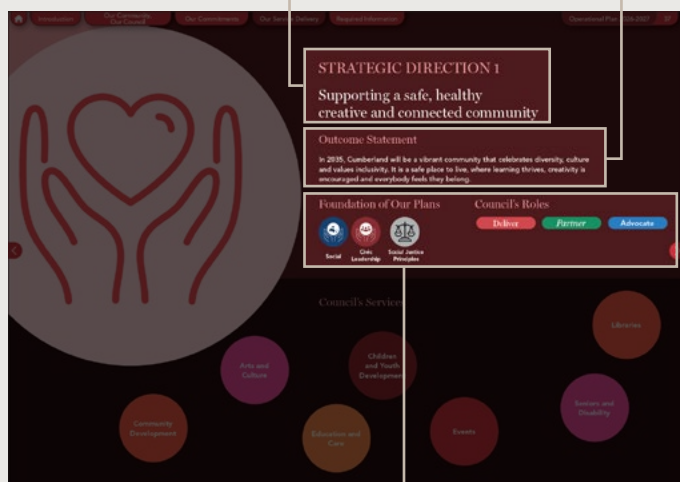 Introduction
Our Community,
Our Council
Our Commitments
Our Service Delivery
Required Information
Operational Plan 2026-2027
37
STRATEGIC DIRECTION 1
Supporting a safe, healthy
creative and connected community
Outcome Statement
In 2035, Cumberland will be a vibrant community that celebrates diversity, culture
and values inclusivity. It is a safe place to live, where learning thrives, creativity is
encouraged and everybody feels they belong.
Foundation of Our Plans
Social
Civic
Leadership
Social Justice
Principles
Council's Roles
Deliver
Partner
Advocate
Council's Services
Libraries
Arts and
Culture
Children
and Youth
Development
Seniors and
Disability
Community
Development
Education and
Care
Events